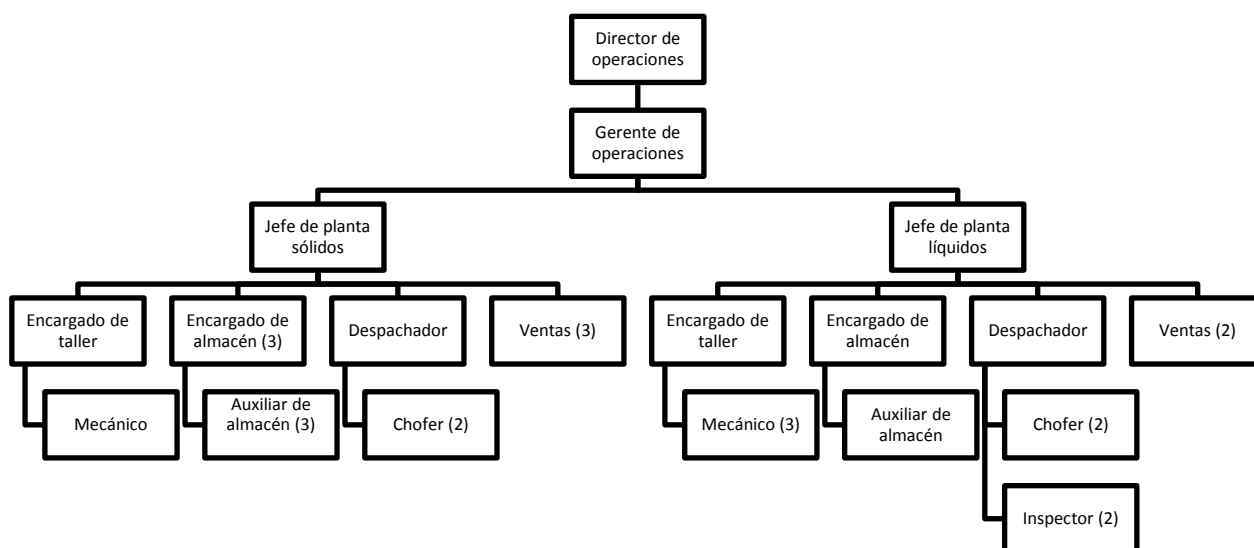 Director de
operaciones
Gerente de
operaciones
Jefe de planta
sólidos
Jefe de planta
líquidos
Encargado de
taller
Encargado de
almacén (3)
Despachador
Ventas (3)
Encargado de
taller
Encargado de
almacén
Despachador
Ventas (2)
Mecánico
Auxiliar de
almacén (3)
Chofer (2)
Mecánico (3)
Auxiliar de
almacén
Chofer (2)
Inspector (2)